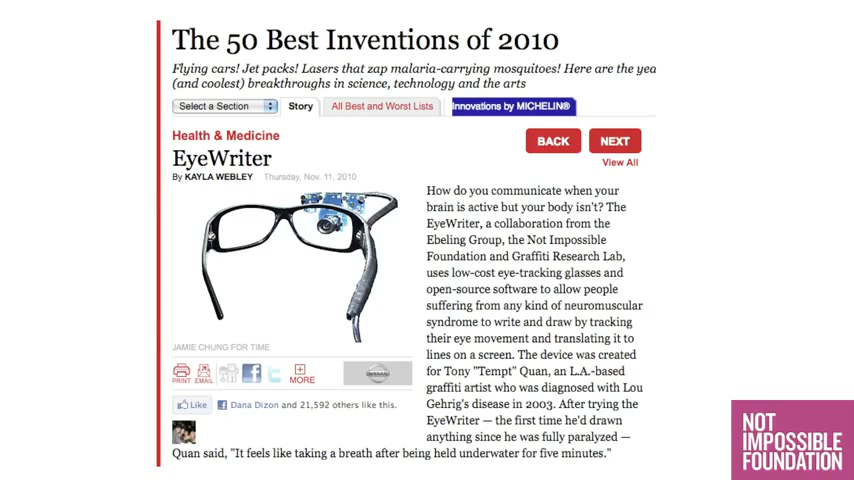 The 50 Best Inventions of 2010
Flying cars! Jet packs! Lasers that zap malaria-carrying mosquitoes! Here are the yea
(and coolest) breakthroughs in science, technology and the arts
Select a Section
Story
All Best and Worst Lists
Innovations by MICHELIN®
Health & Medicine
BACK
NEXT
View All
EyeWriter
By KAYLA WEBLEY Thursday, Nov. 11, 2010
JAMIE CHUNG FOR TIME
PRINT
EMAIL
MORE
NISSAN
Like
Dana Dizon and 21,592 others like this.
How do you communicate when your
brain is active but your body isn't? The
EyeWriter, a collaboration from the
Ebeling Group, the Not Impossible
Foundation and Graffiti Research Lab,
uses low-cost eye-tracking glasses and
open-source software to allow people
suffering from any kind of neuromuscular
syndrome to write and draw by tracking
their eye movement and translating it to
lines on a screen. The device was created
for Tony "Tempt" Quan, an L.A.-based
graffiti artist who was diagnosed with Lou
Gehrig's disease in 2003. After trying the
EyeWriter — the first time he'd drawn
anything since he was fully paralyzed —
Quan said, "It feels like taking a breath after being held underwater for five minutes."
NOT
IMPOSSIBLE
FOUNDATION